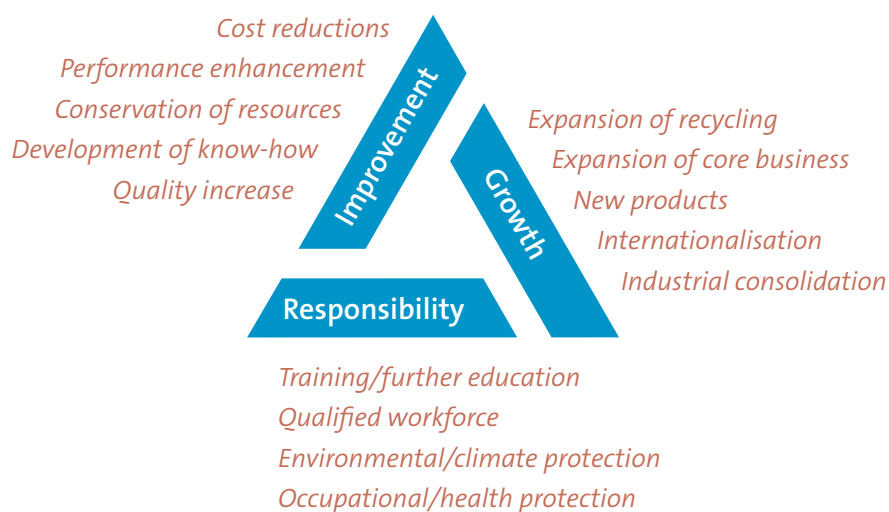 Cost reductions
Performance enhancement
Conservation of resources
Development of know-how
Quality increase
Improvement
Growth
Expansion of recycling
Expansion of core business
New products
Internationalisation
Industrial consolidation
Responsibility
Training/further education
Qualified workforce
Environmental/climate protection
Occupational/health protection